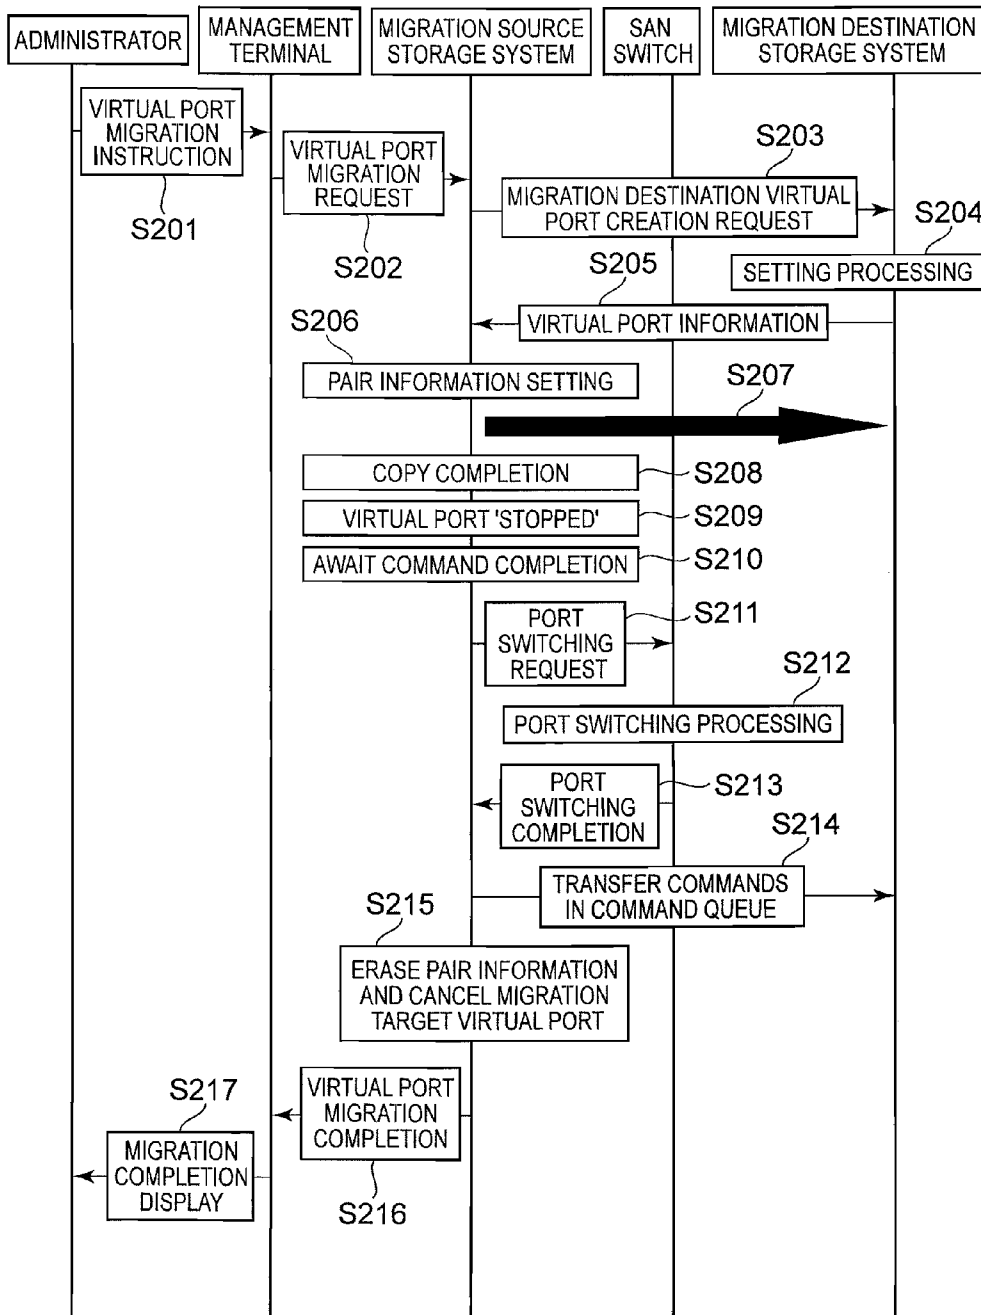 ADMINISTRATOR
MANAGEMENT
TERMINAL
MIGRATION SOURCE
STORAGE SYSTEM
SAN
SWITCH
MIGRATION DESTINATION
STORAGE SYSTEM
VIRTUAL PORT
MIGRATION
INSTRUCTION
S201
VIRTUAL PORT
MIGRATION
REQUEST
S202
S203
MIGRATION DESTINATION VIRTUAL
PORT CREATION REQUEST
S204
SETTING PROCESSING
S205
VIRTUAL PORT INFORMATION
S206
PAIR INFORMATION SETTING
S207
COPY COMPLETION
S208
VIRTUAL PORT 'STOPPED'
S209
AWAIT COMMAND COMPLETION
S210
PORT
SWITCHING
REQUEST
S211
S212
PORT SWITCHING PROCESSING
PORT
SWITCHING
COMPLETION
S213
S214
TRANSFER COMMANDS
IN COMMAND QUEUE
S215
ERASE PAIR INFORMATION
AND CANCEL MIGRATION
TARGET VIRTUAL PORT
VIRTUAL PORT
MIGRATION
COMPLETION
S216
S217
MIGRATION
COMPLETION
DISPLAY